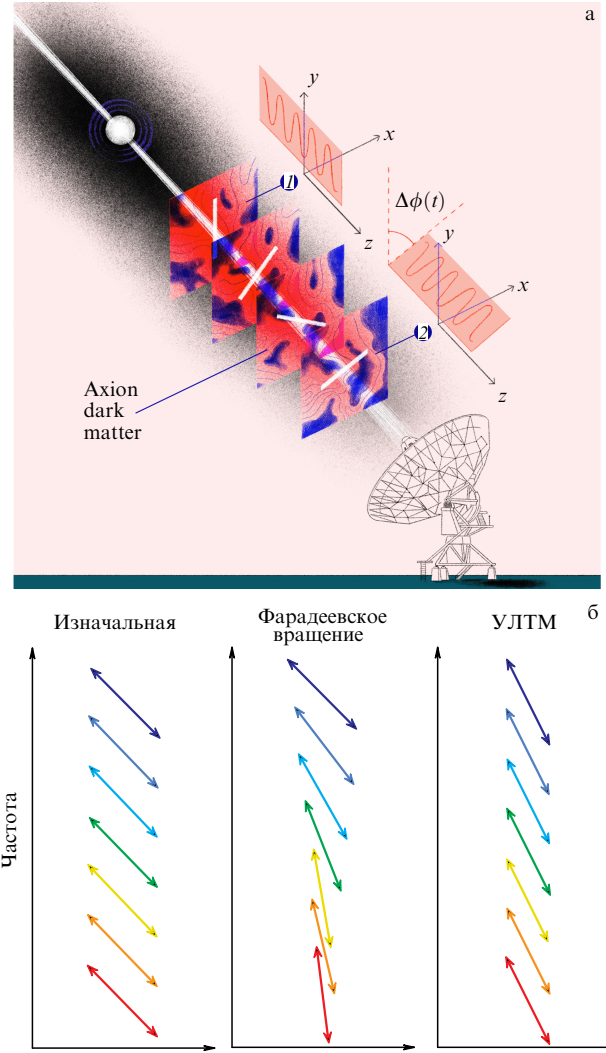 а
y
1
x
Δϕ(t)
z
y
x
2
z
Axion
dark
matter
б
Изначальная
Фарадеевское
вращение
УЛТМ
Частота